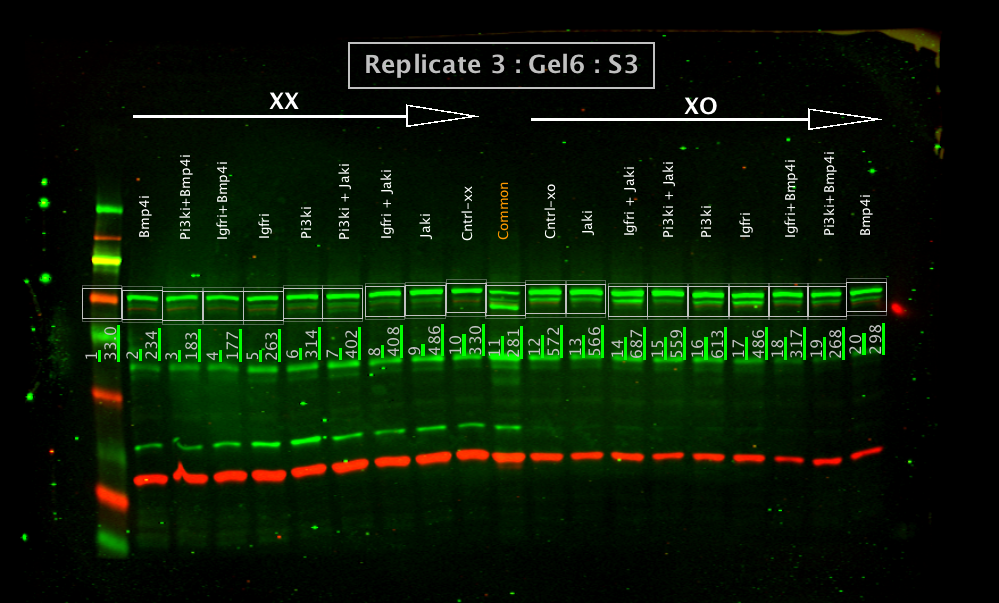 Replicate 3 : Gel6 : S3
XX
XO
Bmp4i
Pi3ki+Bmp4i
Igfri+Bmp4i
Igfri
Pi3ki
Pi3ki + Jaki
Igfri + Jaki
Jaki
Cntrl-xx
Common
Cntrl-xo
Jaki
Igfri + Jaki
Pi3ki + Jaki
Pi3ki
Igfri
Igfri+Bmp4i
Pi3ki+Bmp4i
Bmp4i
1
33.0
2
234
3
183
4
177
5
263
6
314
7
402
8
408
9
486
10
330
11
281
12
572
13
566
14
687
15
559
16
613
17
486
18
317
19
268
20
298